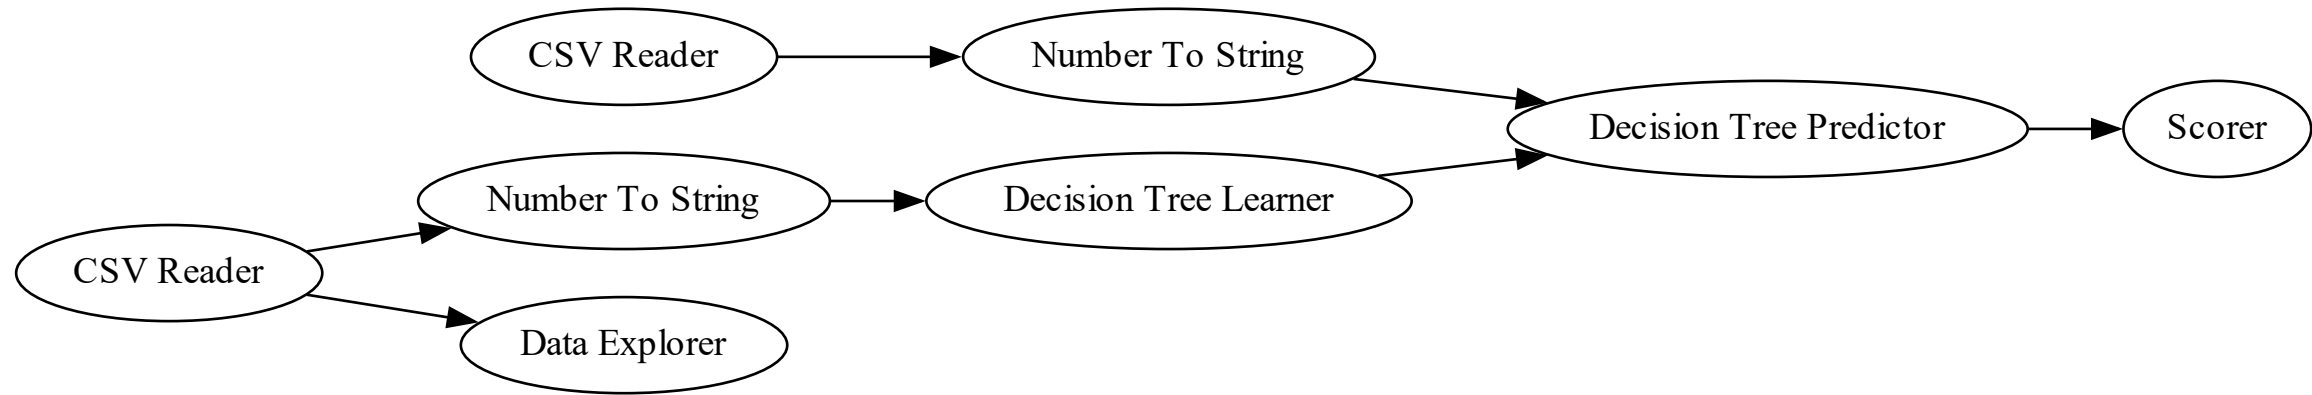 CSV Reader
Number To String
Decision Tree Predictor
Scorer
Number To String
Decision Tree Learner
CSV Reader
Data Explorer